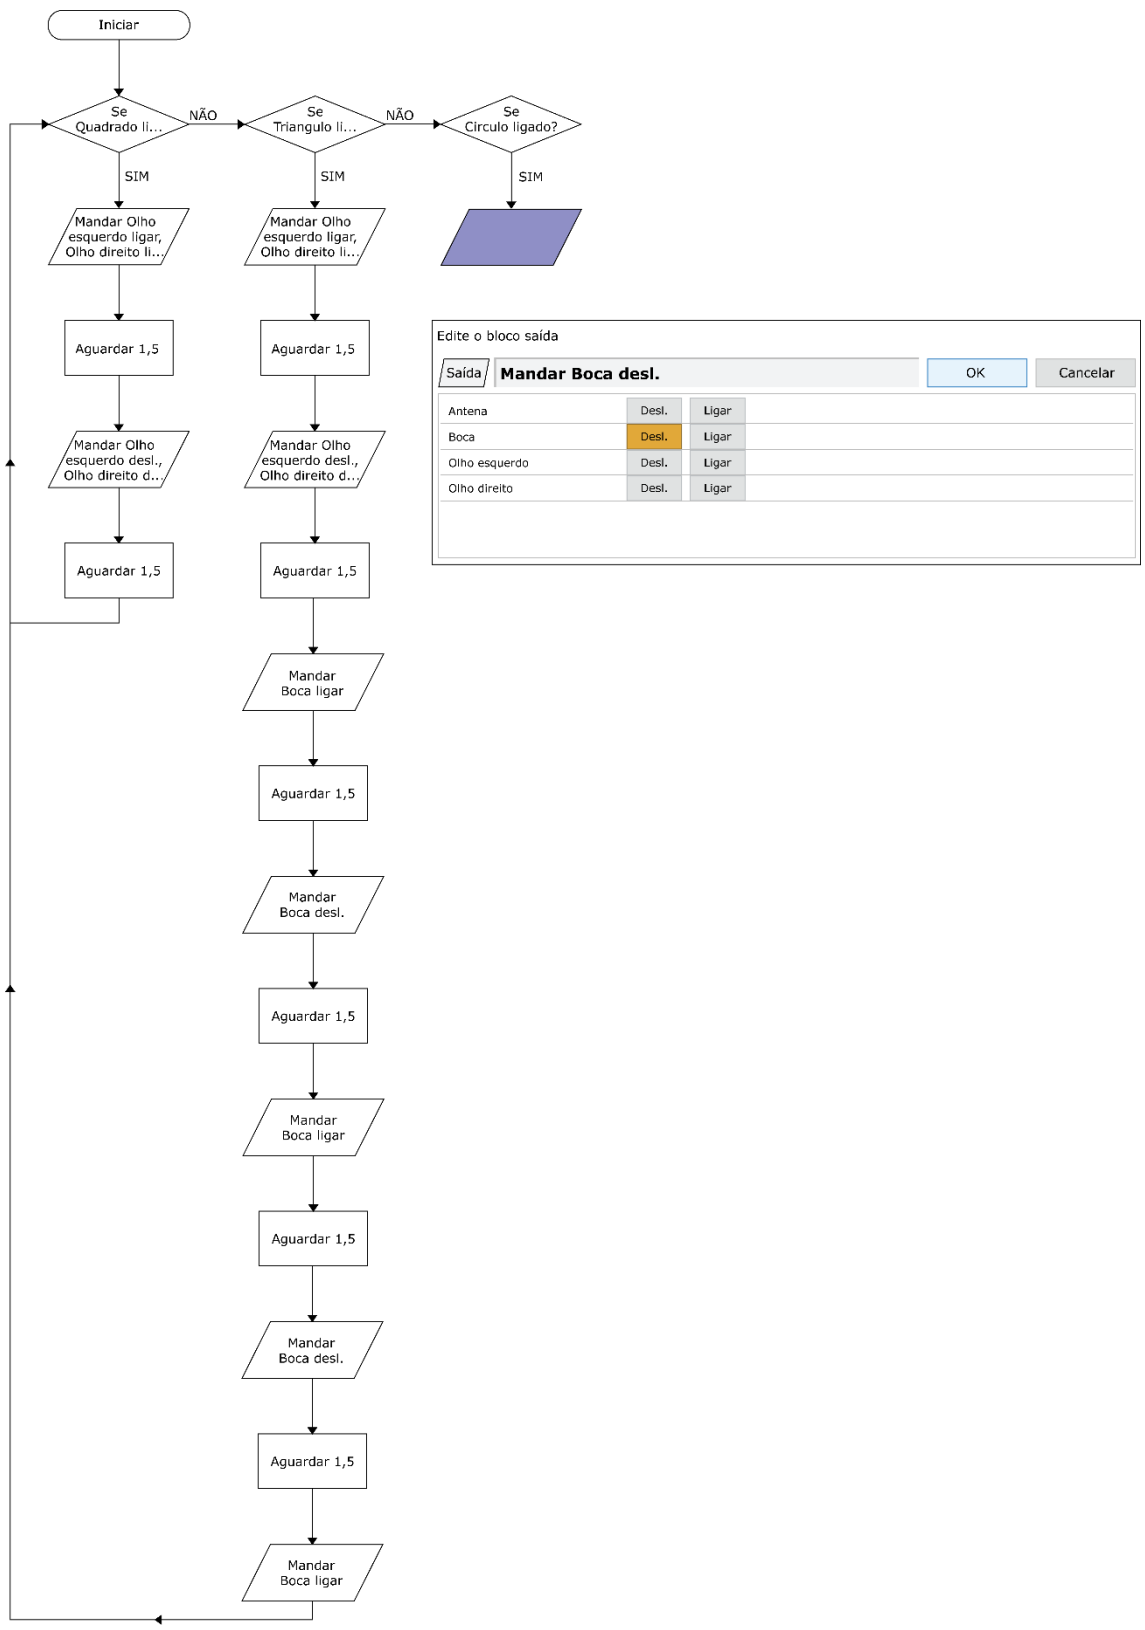 Iniciar
Se
Quadrado li...
NÃO
Se
Triangulo li...
NÃO
Se
Circulo ligado?
SIM
SIM
SIM
Mandar Olho
esquerdo ligar,
Olho direito li...
Mandar Olho
esquerdo ligar,
Olho direito li...
Aguardar 1,5
Aguardar 1,5
Mandar Olho
esquerdo desl.,
Olho direito d...
Mandar Olho
esquerdo desl.,
Olho direito d...
Aguardar 1,5
Aguardar 1,5
Edite o bloco saída
Saída Mandar Boca desl. OK Cancelar
Antena Desl. Ligar
Boca Desl. Ligar
Olho esquerdo Desl. Ligar
Olho direito Desl. Ligar
Mandar
Boca ligar
Aguardar 1,5
Mandar
Boca desl.
Aguardar 1,5
Mandar
Boca ligar
Aguardar 1,5
Mandar
Boca desl.
Aguardar 1,5
Mandar
Boca ligar